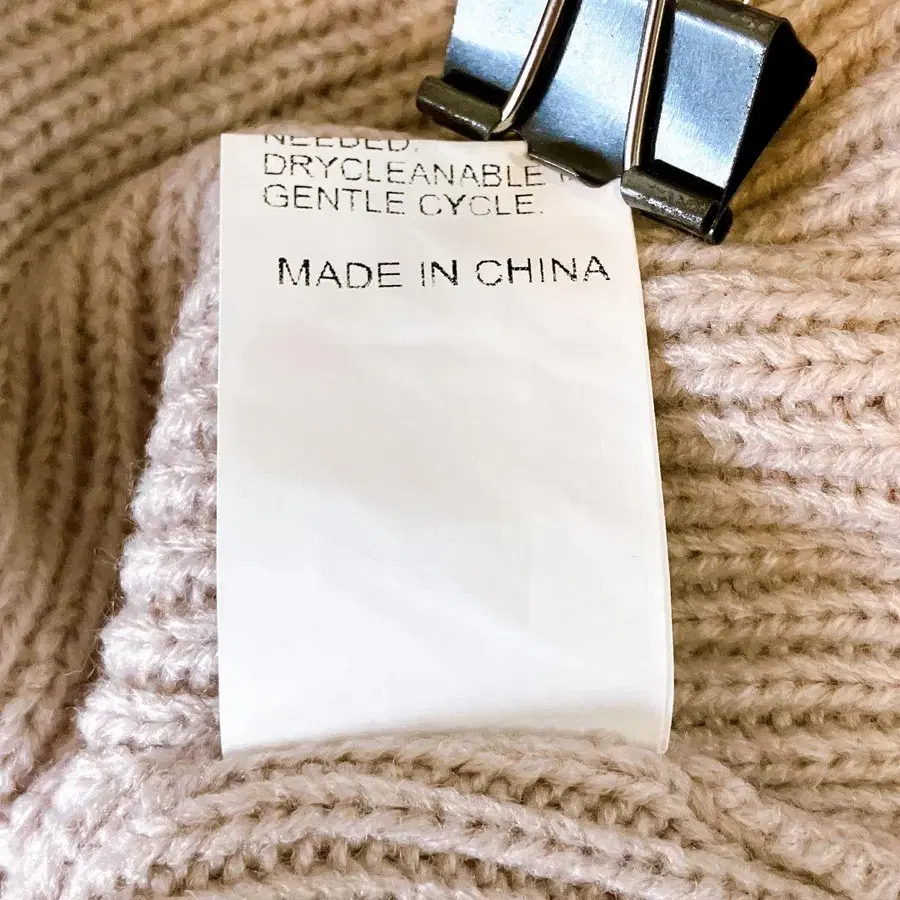 NEEDED.
DRYCLEANABLE
GENTLE CYCLE.
MADE IN CHINA